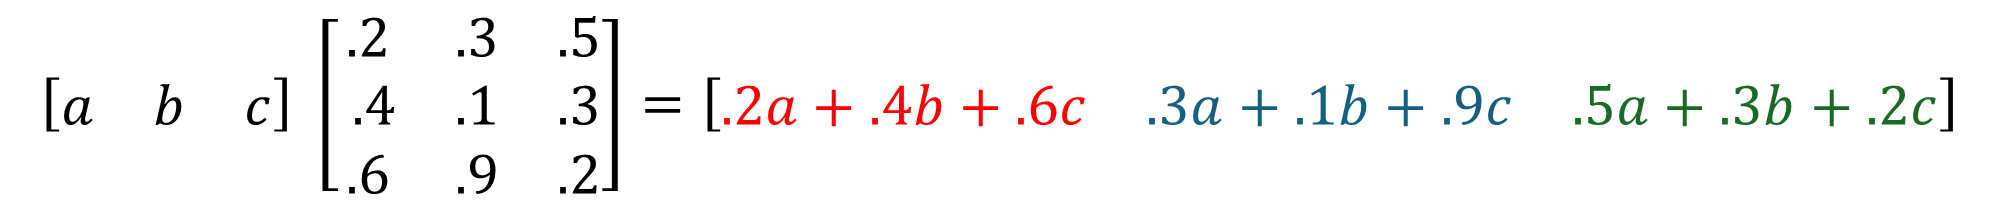 .2 .3 .5
[a b c] [.4 .1 .3] = [.2a + .4b + .6c .3a + .1b + .9c .5a + .3b + .2c]
.6 .9 .2